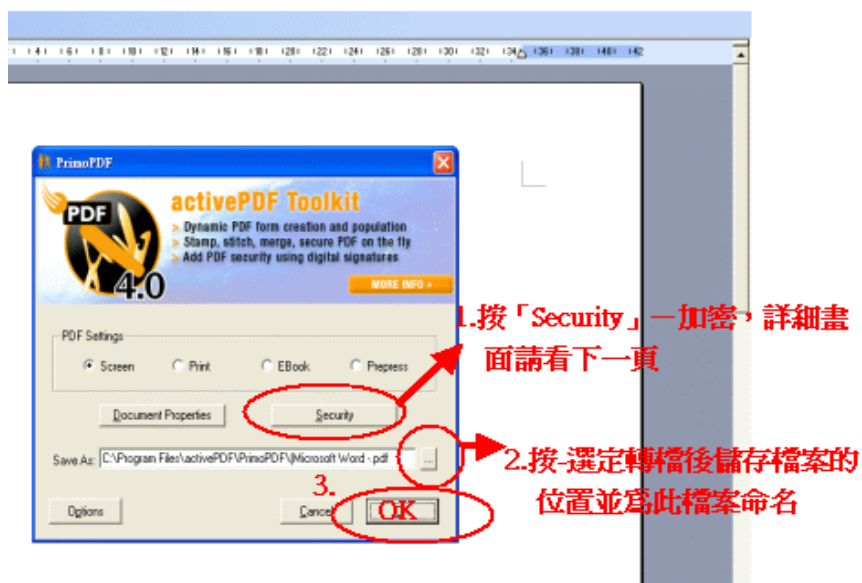 PrimoPDF
PDF
4.0
activePDF Toolkit
> Dynamic PDF form creation and population
> Stamp, stitch, merge, secure PDF on the fly
> Add PDF security using digital signatures
MORE INFO »
1.按「Security」－加密，詳細畫
面請看下一頁
PDF Settings
Screen Print EBook Prepress
Document Properties Security
Save As: C:\Program Files\activePDF\PrimoPDF\\Microsoft Word - .pdf ...
2.按-選定轉檔後儲存檔案的
位置並為此檔案命名
3.
Options Cancel OK